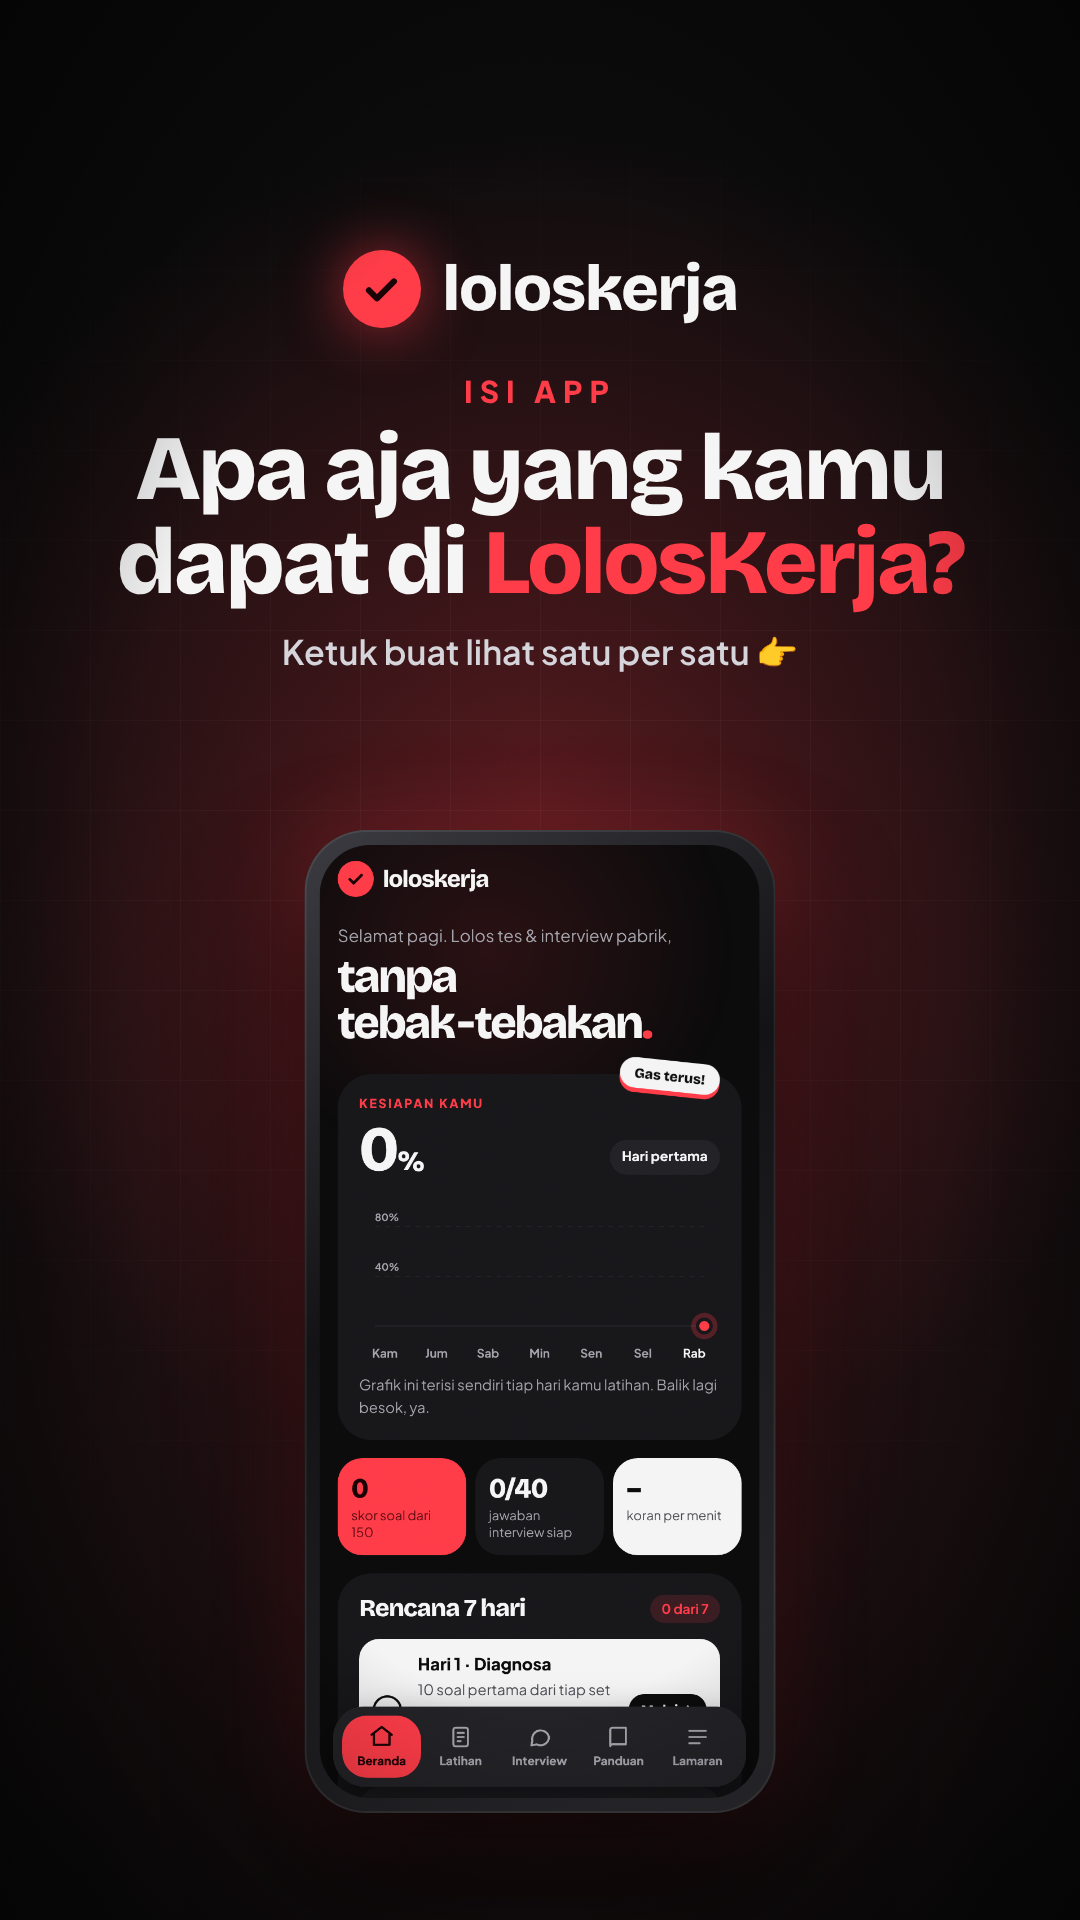 loloskerja
ISI APP
Apa aja yang kamu
dapat di LolosKerja?
Ketuk buat lihat satu per satu 👉
loloskerja
Selamat pagi. Lolos tes & interview pabrik,
tanpa
tebak-tebakan.
Gas terus!
KESIAPAN KAMU
0%
Hari pertama
80%
40%
Kam Jum Sab Min Sen Sel Rab
Grafik ini terisi sendiri tiap hari kamu latihan. Balik lagi
besok, ya.
0
skor soal dari
150
0/40
jawaban
interview siap
–
koran per menit
Rencana 7 hari
0 dari 7
Hari 1 · Diagnosa
10 soal pertama dari tiap set
Beranda Latihan Interview Panduan Lamaran